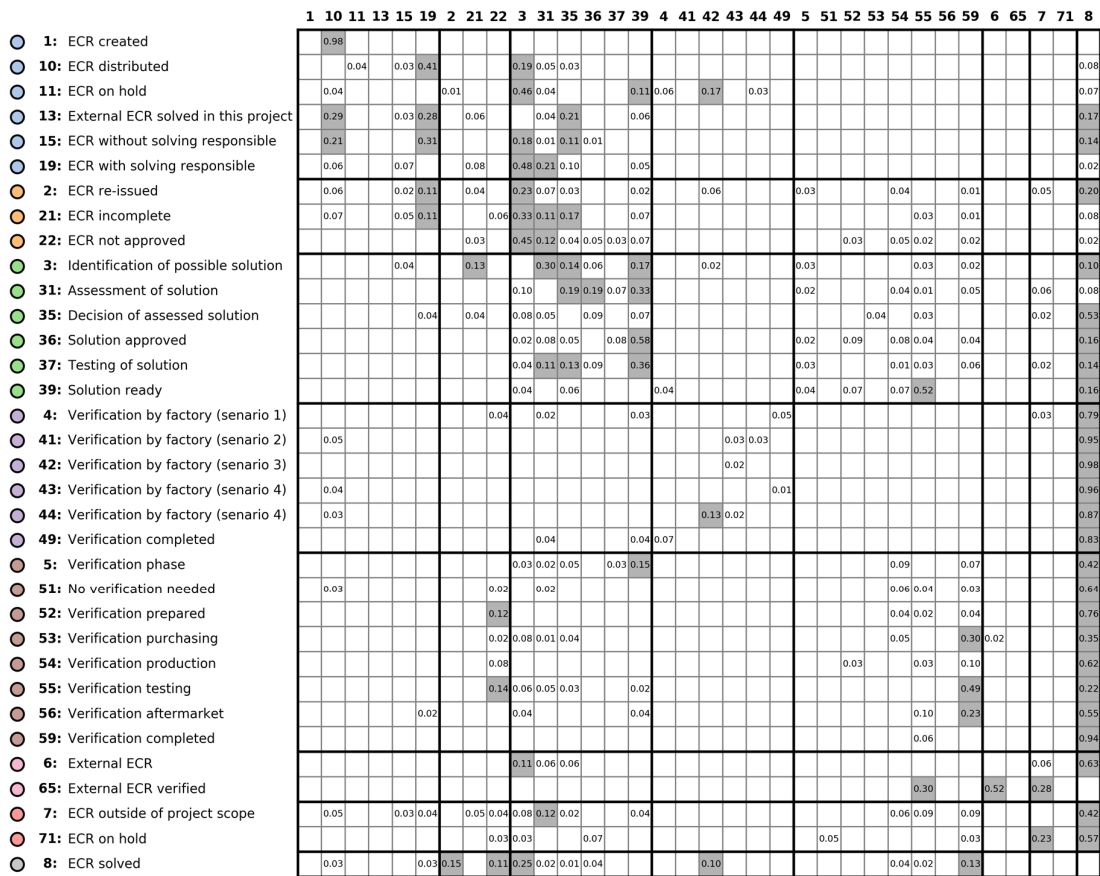 1 10 11 13 15 19 2 21 22 3 31 35 36 37 39 4 41 42 43 44 49 5 51 52 53 54 55 56 59 6 65 7 71 8
1: ECR created 0.98
10: ECR distributed 0.04 0.03 0.41 0.19 0.05 0.03 0.08
11: ECR on hold 0.04 0.01 0.46 0.04 0.11 0.06 0.17 0.03 0.07
13: External ECR solved in this project 0.29 0.03 0.28 0.06 0.04 0.21 0.06 0.17
15: ECR without solving responsible 0.21 0.31 0.18 0.01 0.11 0.01 0.14
19: ECR with solving responsible 0.06 0.07 0.08 0.48 0.21 0.10 0.05 0.02
2: ECR re-issued 0.06 0.02 0.11 0.04 0.23 0.07 0.03 0.02 0.06 0.03 0.04 0.01 0.05 0.20
21: ECR incomplete 0.07 0.05 0.11 0.06 0.33 0.11 0.17 0.07 0.03 0.01 0.08
22: ECR not approved 0.03 0.45 0.12 0.04 0.05 0.03 0.07 0.03 0.05 0.02 0.02 0.02
3: Identification of possible solution 0.04 0.13 0.30 0.14 0.06 0.17 0.02 0.03 0.03 0.02 0.10
31: Assessment of solution 0.10 0.19 0.19 0.07 0.33 0.02 0.04 0.01 0.05 0.06 0.08
35: Decision of assessed solution 0.04 0.04 0.08 0.05 0.09 0.07 0.04 0.03 0.02 0.53
36: Solution approved 0.02 0.08 0.05 0.08 0.58 0.02 0.09 0.08 0.04 0.04 0.16
37: Testing of solution 0.04 0.11 0.13 0.09 0.36 0.03 0.01 0.03 0.06 0.02 0.14
39: Solution ready 0.04 0.06 0.04 0.04 0.07 0.07 0.52 0.16
4: Verification by factory (senario 1) 0.04 0.02 0.03 0.05 0.03 0.79
41: Verification by factory (senario 2) 0.05 0.03 0.03 0.95
42: Verification by factory (senario 3) 0.02 0.98
43: Verification by factory (senario 4) 0.04 0.01 0.96
44: Verification by factory (senario 4) 0.03 0.13 0.02 0.87
49: Verification completed 0.04 0.04 0.07 0.83
5: Verification phase 0.03 0.02 0.05 0.03 0.15 0.09 0.07 0.42
51: No verification needed 0.03 0.02 0.02 0.06 0.04 0.03 0.64
52: Verification prepared 0.12 0.04 0.02 0.04 0.76
53: Verification purchasing 0.02 0.08 0.01 0.04 0.05 0.30 0.02 0.35
54: Verification production 0.08 0.03 0.03 0.10 0.62
55: Verification testing 0.14 0.06 0.05 0.03 0.02 0.49 0.22
56: Verification aftermarket 0.02 0.04 0.04 0.10 0.23 0.55
59: Verification completed 0.06 0.94
6: External ECR 0.11 0.06 0.06 0.06 0.63
65: External ECR verified 0.30 0.52 0.28
7: ECR outside of project scope 0.05 0.03 0.04 0.05 0.04 0.08 0.12 0.02 0.04 0.06 0.09 0.09 0.42
71: ECR on hold 0.02 0.03 0.07 0.05 0.03 0.23 0.57
8: ECR solved 0.03 0.03 0.15 0.11 0.25 0.02 0.01 0.04 0.10 0.04 0.02 0.13